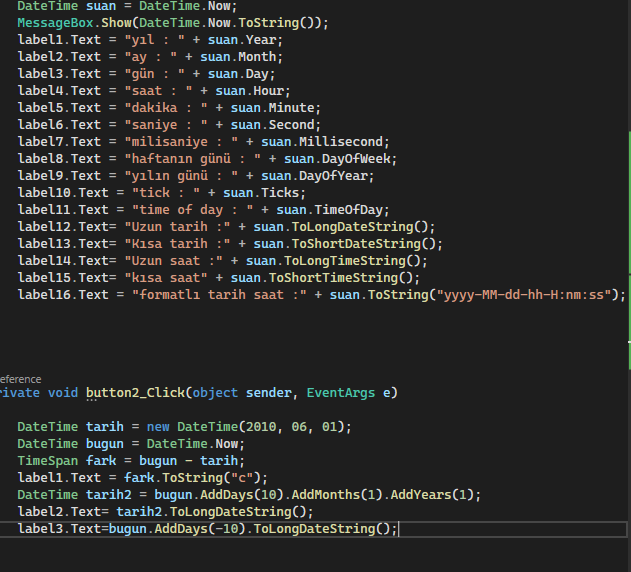 DateTime suan = DateTime.Now;
MessageBox.Show(DateTime.Now.ToString());
label1.Text = "yıl : " + suan.Year;
label2.Text = "ay : " + suan.Month;
label3.Text = "gün : " + suan.Day;
label4.Text = "saat : " + suan.Hour;
label5.Text = "dakika : " + suan.Minute;
label6.Text = "saniye : " + suan.Second;
label7.Text = "milisaniye : " + suan.Millisecond;
label8.Text = "haftanın günü : " + suan.DayOfWeek;
label9.Text = "yılın günü : " + suan.DayOfYear;
label10.Text = "tick : " + suan.Ticks;
label11.Text = "time of day : " + suan.TimeOfDay;
label12.Text= "Uzun tarih :" + suan.ToLongDateString();
label13.Text= "Kısa tarih :" + suan.ToShortDateString();
label14.Text= "Uzun saat :" + suan.ToLongTimeString();
label15.Text= "kısa saat" + suan.ToShortTimeString();
label16.Text = "formatlı tarih saat :" + suan.ToString("yyyy-MM-dd-hh-H:nm:ss");
eference
rivate void button2_Click(object sender, EventArgs e)
DateTime tarih = new DateTime(2010, 06, 01);
DateTime bugun = DateTime.Now;
TimeSpan fark = bugun - tarih;
label1.Text = fark.ToString("c");
DateTime tarih2 = bugun.AddDays(10).AddMonths(1).AddYears(1);
label2.Text= tarih2.ToLongDateString();
label3.Text=bugun.AddDays(-10).ToLongDateString();